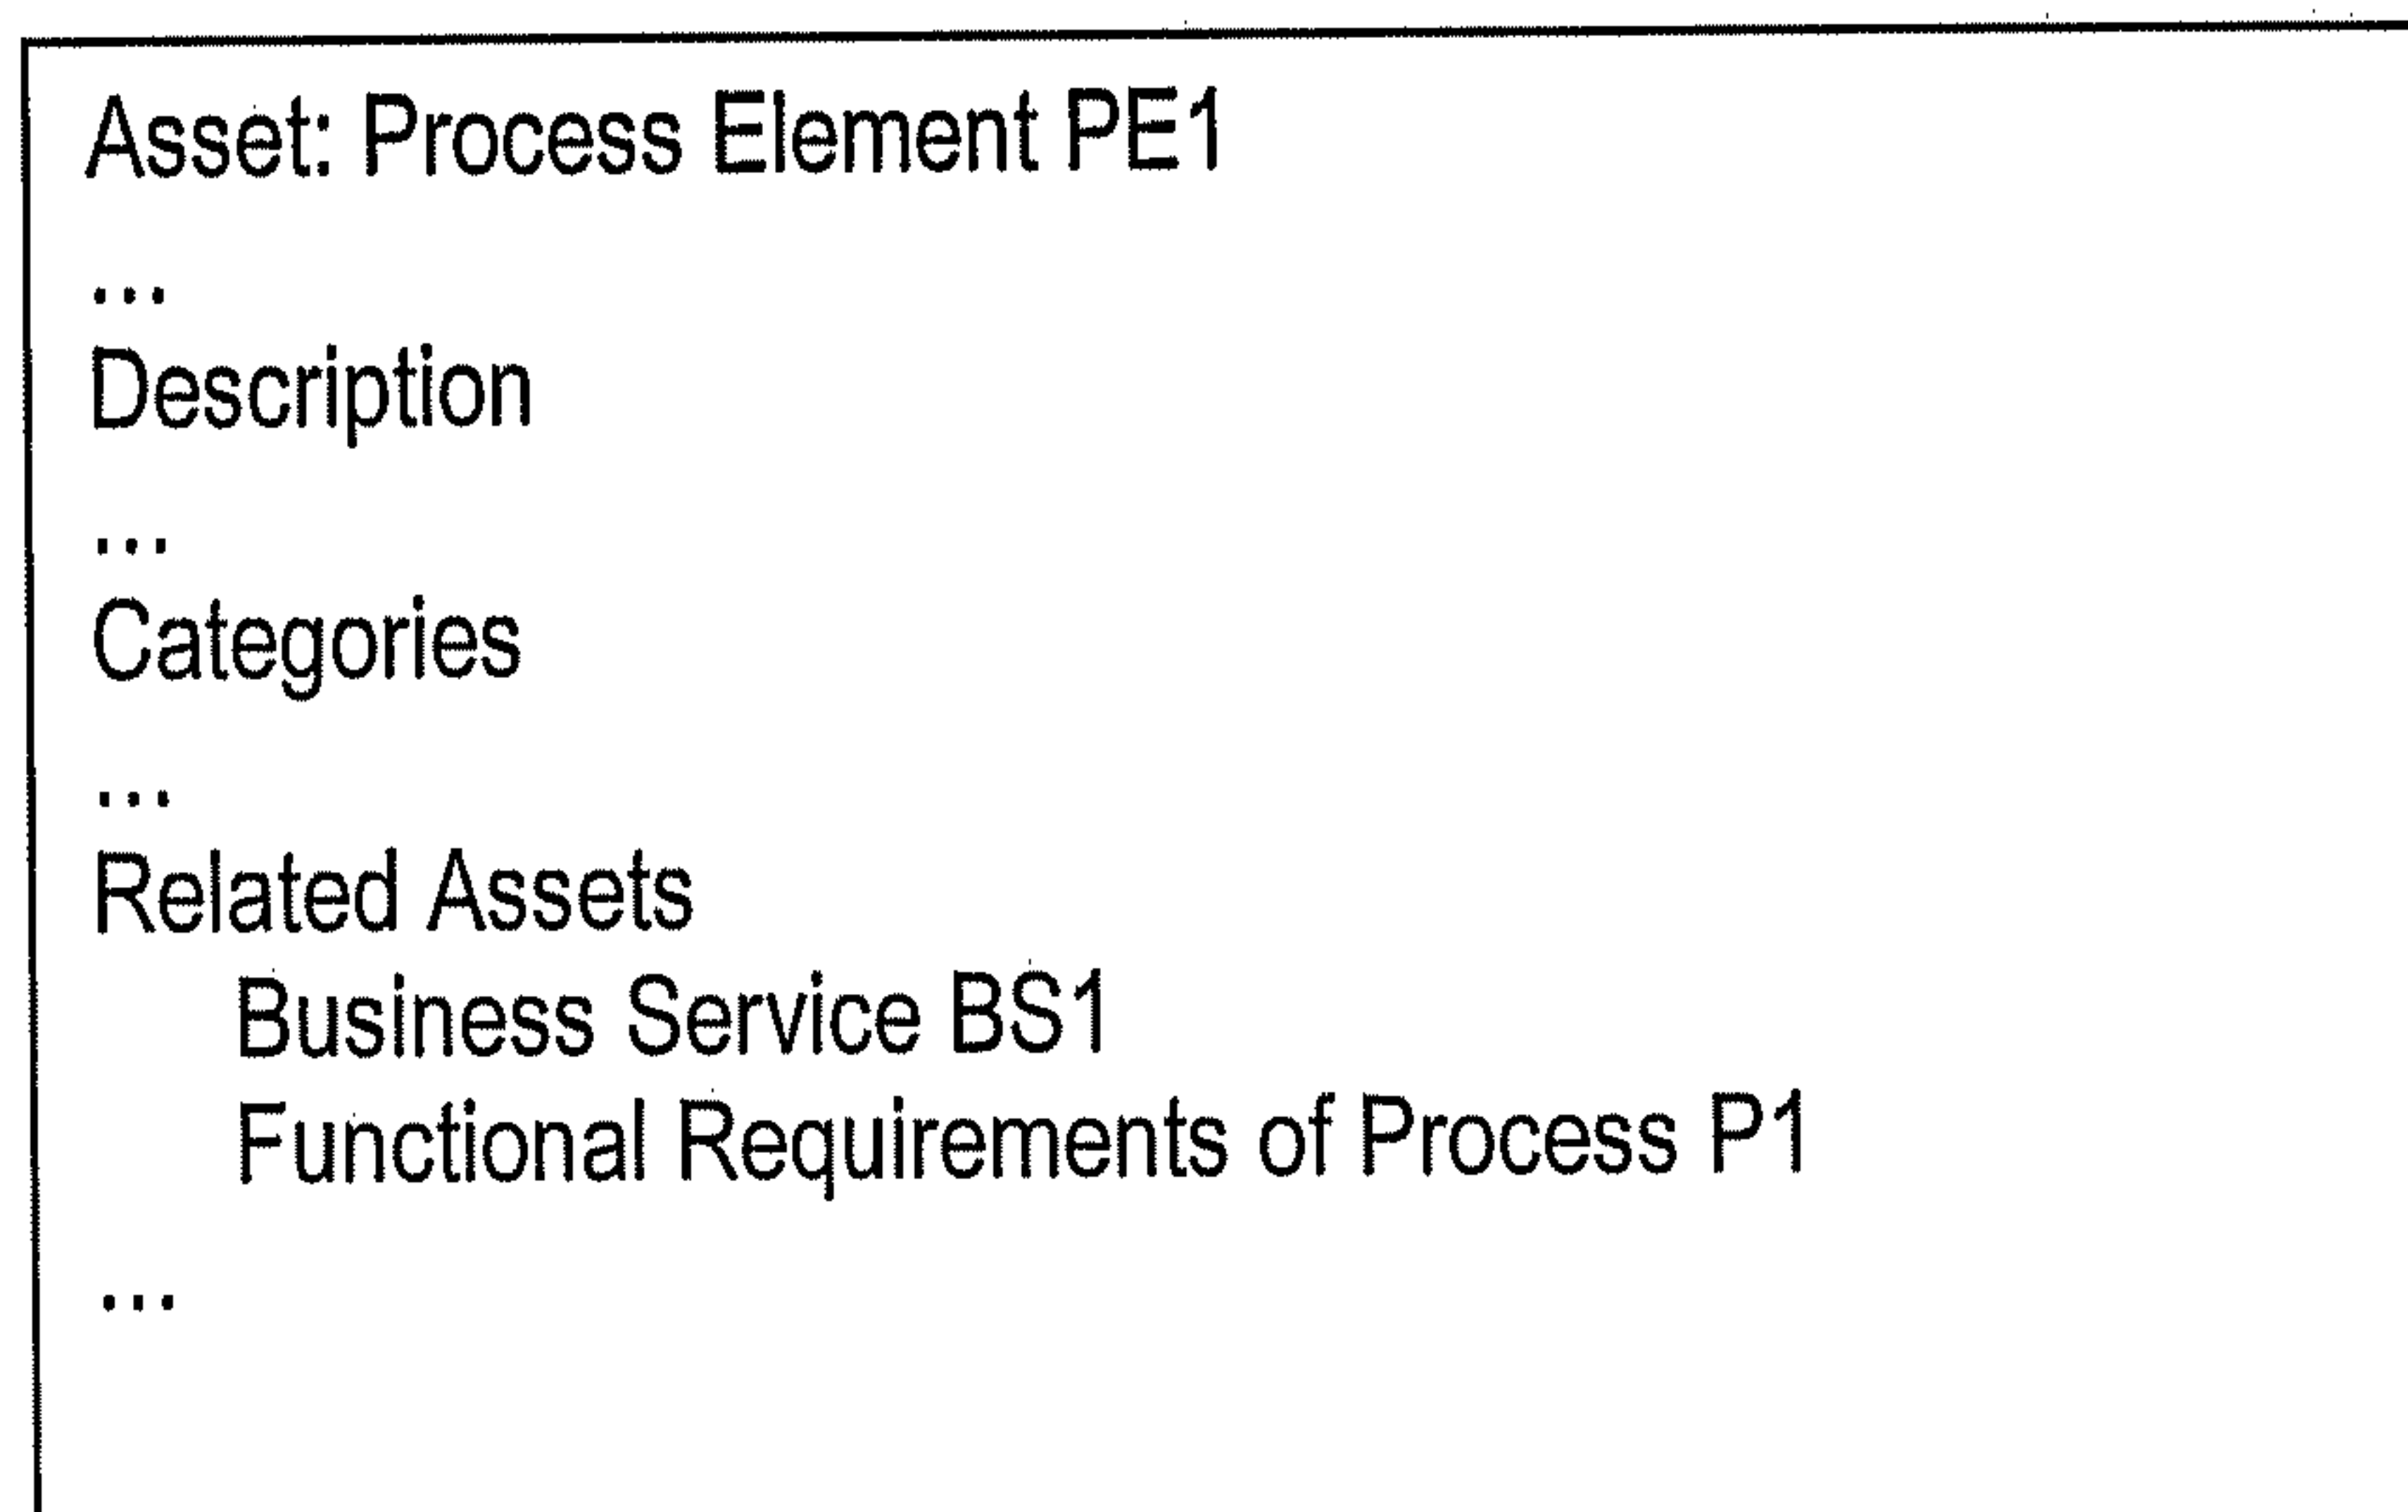 Asset: Process Element PE1
...
Description
...
Categories
...
Related Assets
Business Service BS1
Functional Requirements of Process P1
...